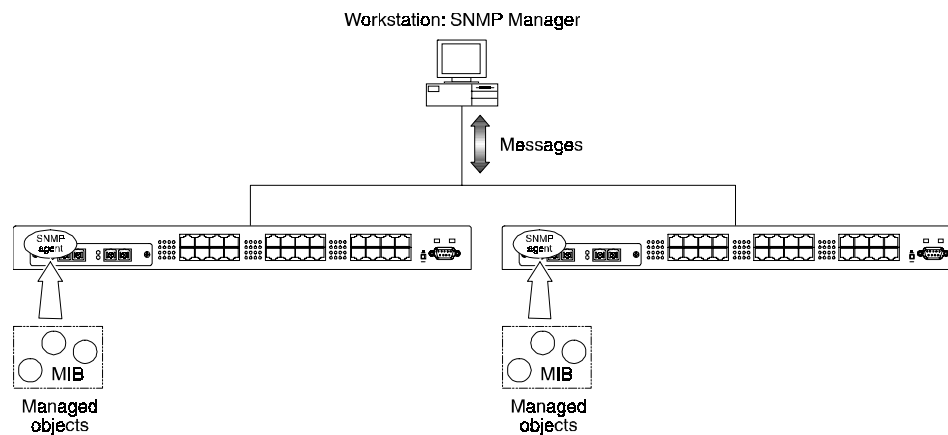 Workstation: SNMP Manager
Messages
SNMP
agent
SNMP
agent
MIB
MIB
Managed
objects
Managed
objects